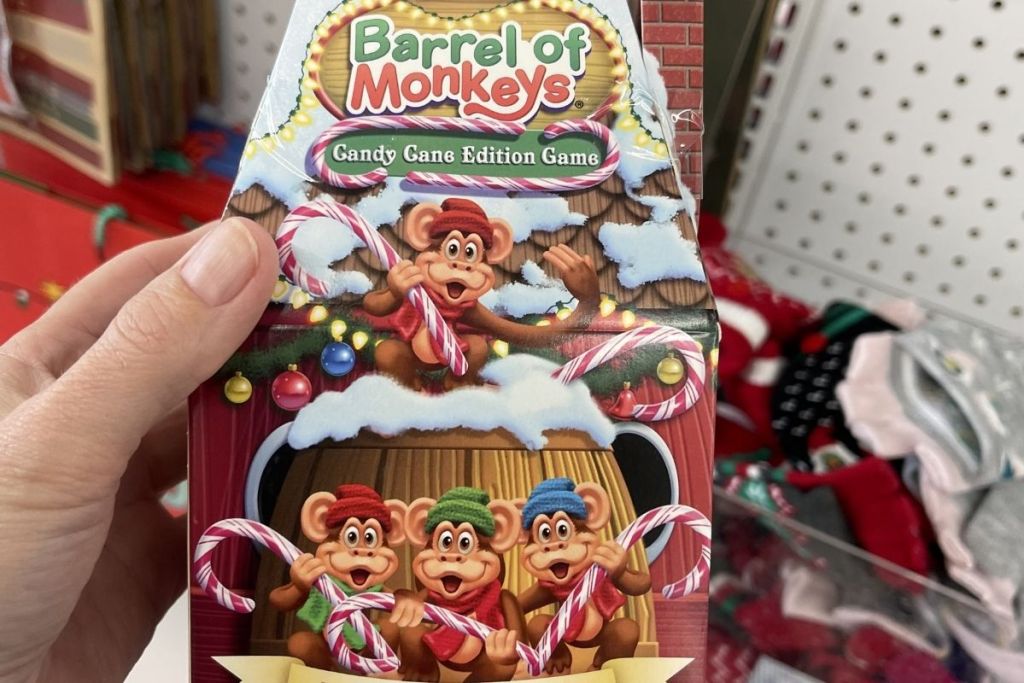 Barrel of
Monkeys®
Candy Cane Edition Game